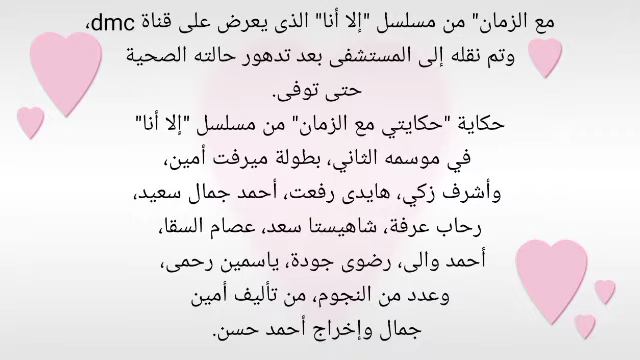 مع الزمان" من مسلسل "إلا أنا" الذى يعرض على قناة dmc،
وتم نقله إلى المستشفى بعد تدهور حالته الصحية
حتى توفى.
حكاية "حكايتي مع الزمان" من مسلسل "إلا أنا"
في موسمه الثاني، بطولة ميرفت أمين،
وأشرف زكي، هايدى رفعت، أحمد جمال سعيد،
رحاب عرفة، شاهيستا سعد، عصام السقا،
أحمد والى، رضوى جودة، ياسمين رحمى،
وعدد من النجوم، من تأليف أمين
جمال وإخراج أحمد حسن.